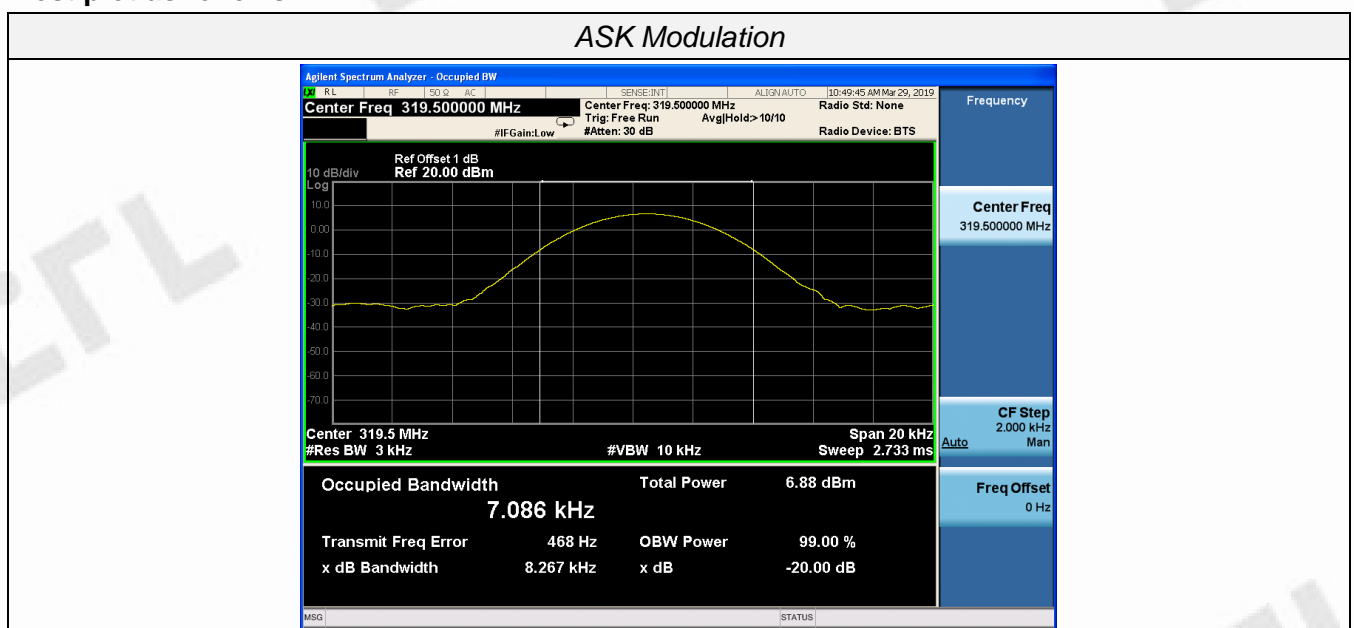 ASK Modulation
Agilent Spectrum Analyzer - Occupied BW
LXI RL RF 50 Ω AC SENSE:INT ALIGN AUTO 10:49:45 AM Mar 29, 2019
Center Freq 319.500000 MHz
Center Freq: 319.500000 MHz
Radio Std: None
Trig: Free Run Avg|Hold:>10/10
#IFGain:Low #Atten: 30 dB Radio Device: BTS
Ref Offset 1 dB
10 dB/div Ref 20.00 dBm
Log
10.0
0.00
-10.0
-20.0
-30.0
-40.0
-50.0
-60.0
-70.0
Center 319.5 MHz Span 20 kHz
#Res BW 3 kHz #VBW 10 kHz Sweep 2.733 ms
Occupied Bandwidth Total Power 6.88 dBm
7.086 kHz
Transmit Freq Error 468 Hz OBW Power 99.00 %
x dB Bandwidth 8.267 kHz x dB -20.00 dB
MSG STATUS
Frequency
Center Freq
319.500000 MHz
CF Step
2.000 kHz
Auto Man
Freq Offset
0 Hz